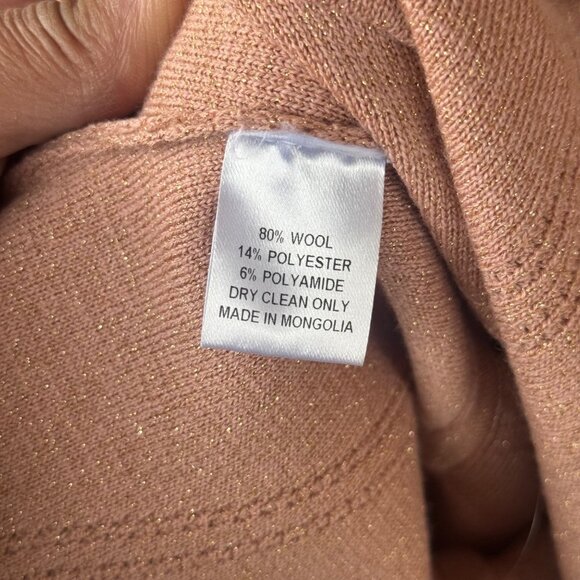 80% WOOL
14% POLYESTER
6% POLYAMIDE
DRY CLEAN ONLY
MADE IN MONGOLIA